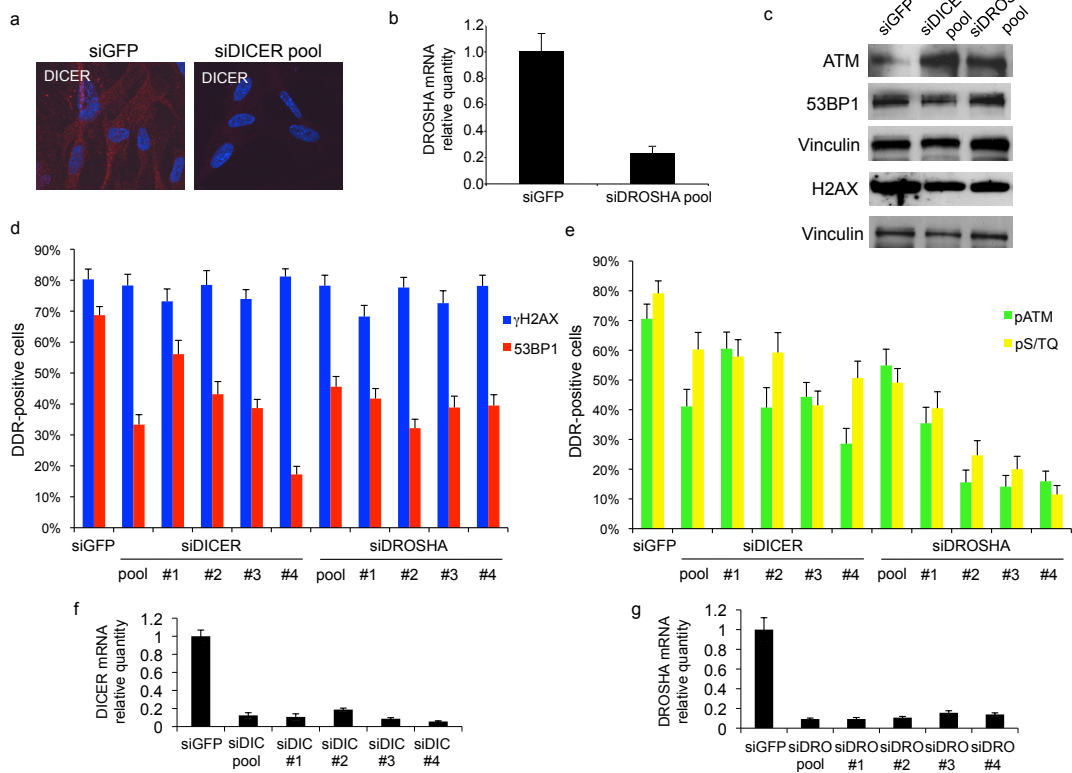 a
siGFP
siDICER pool
DICER
DICER
b
DROSHA mRNA
relative quantity
1.2
1.0
0.8
0.6
0.4
0.2
0.0
siGFP
siDROSHA pool
c
siGFP
pool
pool
ATM
53BP1
Vinculin
H2AX
Vinculin
d
DDR-positive cells
90%
80%
70%
60%
50%
40%
30%
20%
10%
0%
γH2AX
53BP1
siGFP
siDICER
siDROSHA
pool
#1
#2
#3
#4
pool
#1
#2
#3
#4
e
DDR-positive cells
90%
80%
70%
60%
50%
40%
30%
20%
10%
0%
pATM
pS/TQ
siGFP
siDICER
siDROSHA
pool
#1
#2
#3
#4
pool
#1
#2
#3
#4
f
DICER mRNA
relative quantity
1.2
1
0.8
0.6
0.4
0.2
0
siGFP
siDIC
pool
siDIC
#1
siDIC
#2
siDIC
#3
siDIC
#4
g
DROSHA mRNA
relative quantity
1.2
1
0.8
0.6
0.4
0.2
0
siGFP
siDRO
pool
siDRO
#1
siDRO
#2
siDRO
#3
siDRO
#4